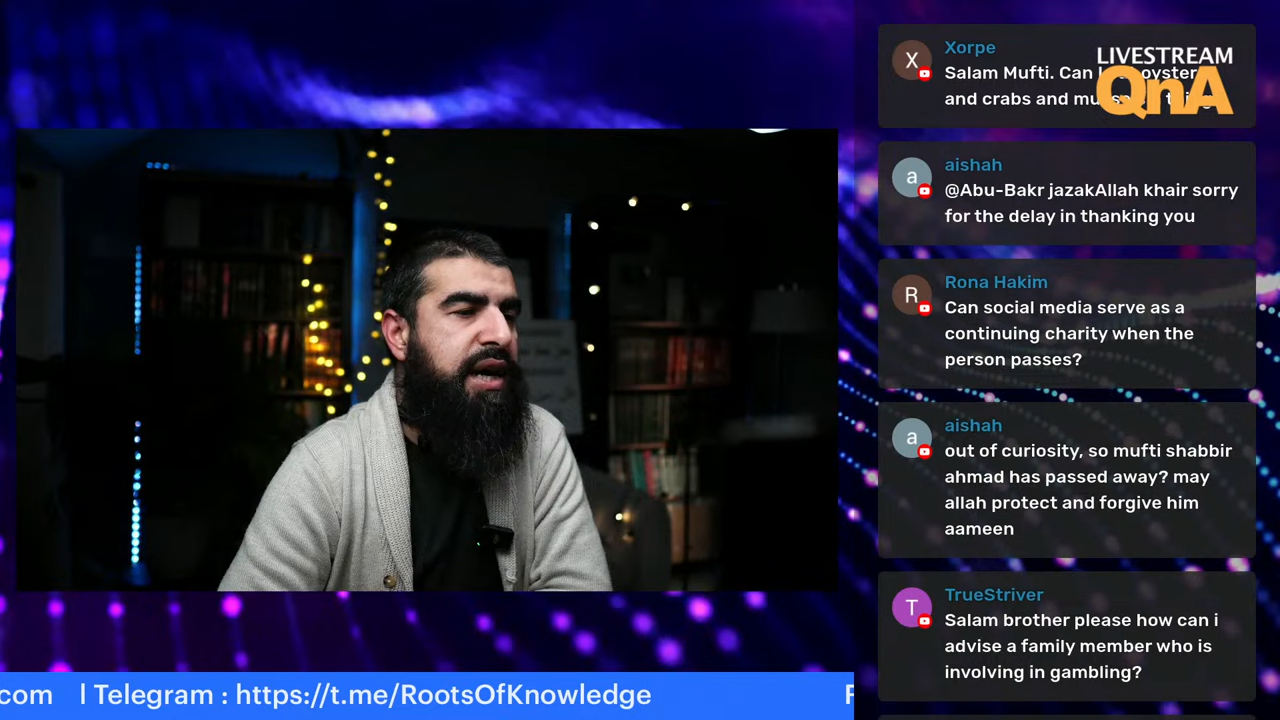 X
Xorpe
Salam Mufti. Can
and crabs and
LIVESTREAM
QnA
a
aishah
@Abu-Bakr jazakAllah khair sorry
for the delay in thanking you
R
Rona Hakim
Can social media serve as a
continuing charity when the
person passes?
a
aishah
out of curiosity, so mufti shabbir
ahmad has passed away? may
allah protect and forgive him
aameen
T
TrueStriver
Salam brother please how can i
advise a family member who is
involving in gambling?
com l Telegram : https://t.me/RootsOfKnowledge